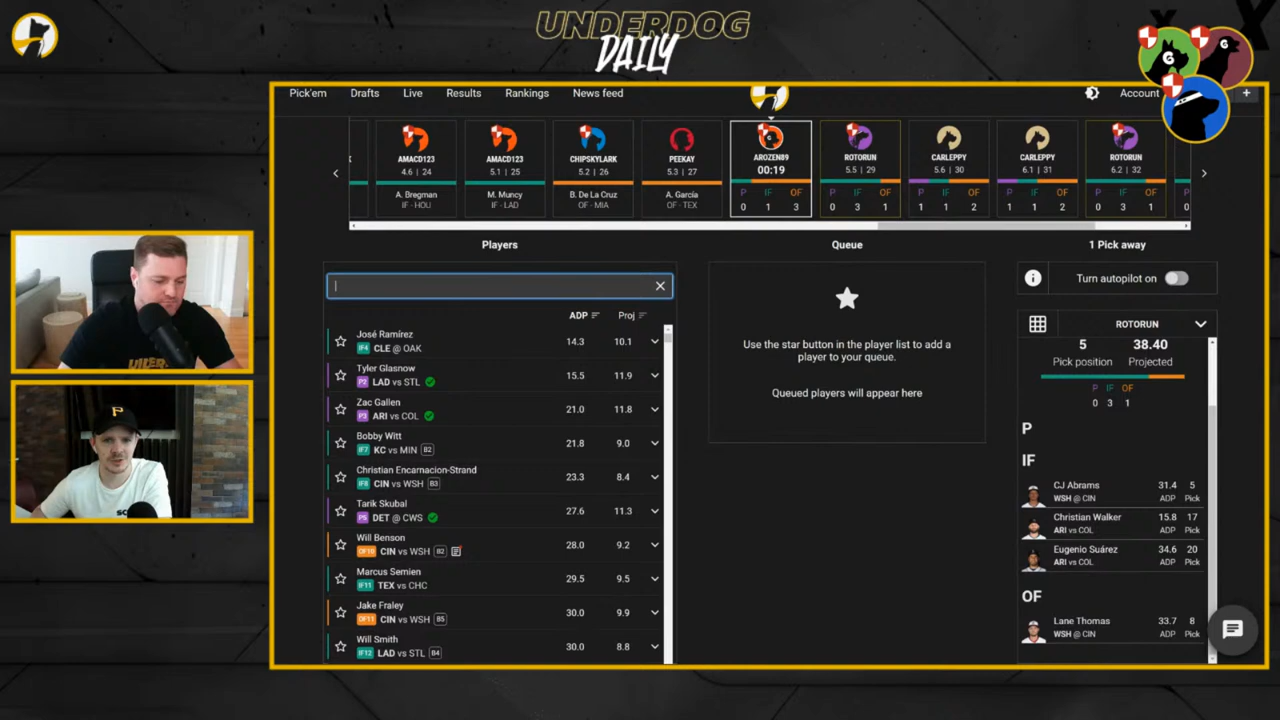 UNDERDOG
DAILY
G
G
Pick'em Drafts Live Results Rankings News feed Account +
AMACD123 AMACD123 CHIPSKYLARK PEEKAY AROZEN89 ROTORUN CARLEPPY CARLEPPY ROTORUN
4.6 | 24 5.1 | 25 5.2 | 26 5.3 | 27 00:19 5.5 | 29 5.6 | 30 6.1 | 31 6.2 | 32
A. Bregman M. Muncy B. De La Cruz A. García P IF OF P IF OF P IF OF P IF OF P IF OF
IF - HOU IF - LAD OF - MIA OF - TEX 0 1 3 0 3 1 1 1 2 1 1 2 0 3 1
Players Queue 1 Pick away
Turn autopilot on
ADP Proj
José Ramírez
IF4 CLE @ OAK 14.3 10.1
Tyler Glasnow
P2 LAD vs STL 15.5 11.9
Zac Gallen
P3 ARI vs COL 21.0 11.8
Bobby Witt
IF7 KC vs MIN B2 21.8 9.0
Christian Encarnacion-Strand
IF8 CIN vs WSH B3 23.3 8.4
Tarik Skubal
P5 DET @ CWS 27.6 11.3
Will Benson
OF10 CIN vs WSH B2 28.0 9.2
Marcus Semien
IF11 TEX vs CHC 29.5 9.5
Jake Fraley
OF11 CIN vs WSH B5 30.0 9.9
Will Smith
IF12 LAD vs STL B4 30.0 8.8
Use the star button in the player list to add a
player to your queue.
Queued players will appear here
ROTORUN
5 38.40
Pick position Projected
P IF OF
0 3 1
P
IF
CJ Abrams 31.4 5
WSH @ CIN ADP Pick
Christian Walker 15.8 17
ARI vs COL ADP Pick
Eugenio Suárez 34.6 20
ARI vs COL ADP Pick
OF
Lane Thomas 33.7 8
WSH @ CIN ADP Pick
P